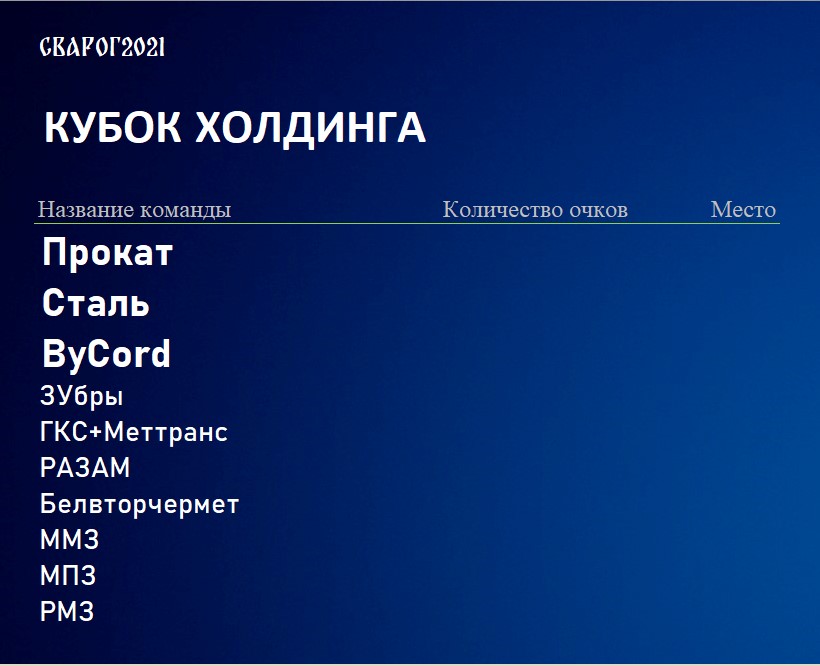 СВАРОГ2021
КУБОК ХОЛДИНГА
Название команды Количество очков Место
Прокат
Сталь
ByCord
ЗУбры
ГКС+Меттранс
РАЗАМ
Белвторчермет
ММЗ
МПЗ
РМЗ